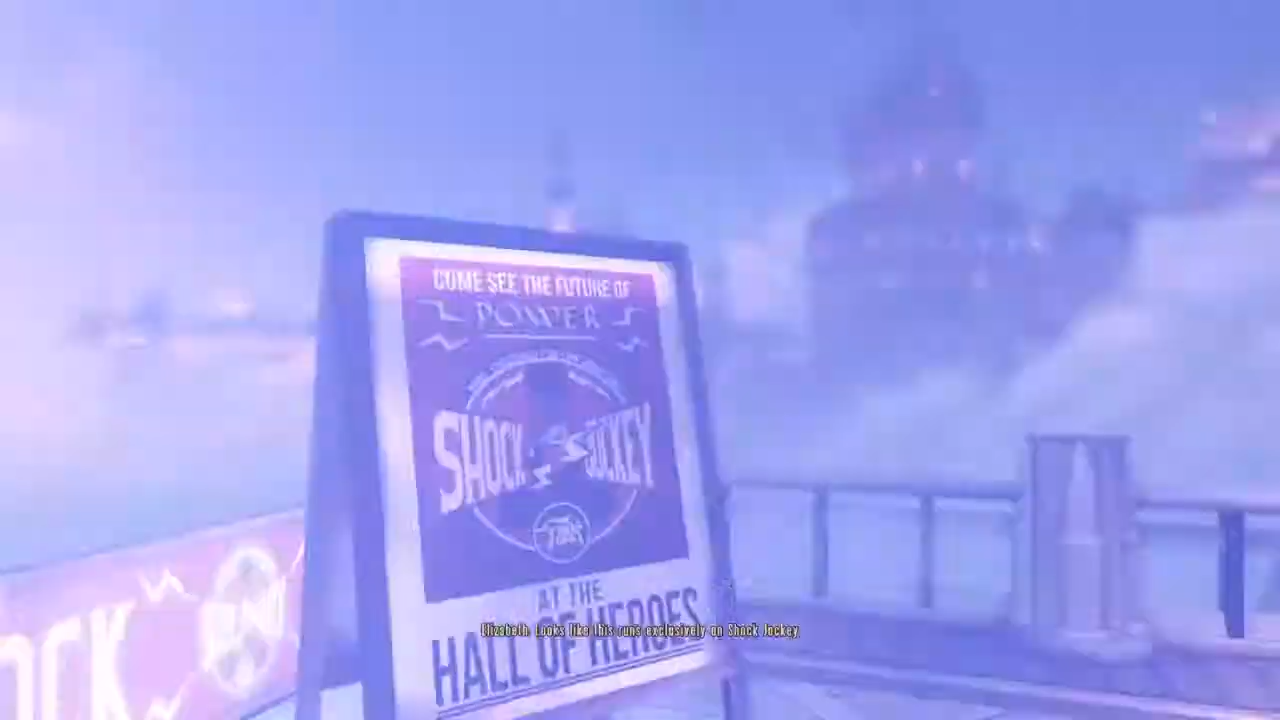 COME SEE THE FUTURE OF
POWER
SHOCK JOCKEY
AT THE
HALL OF HEROES
Elizabeth: Looks like this runs exclusively on Shock Jockey.
OCK